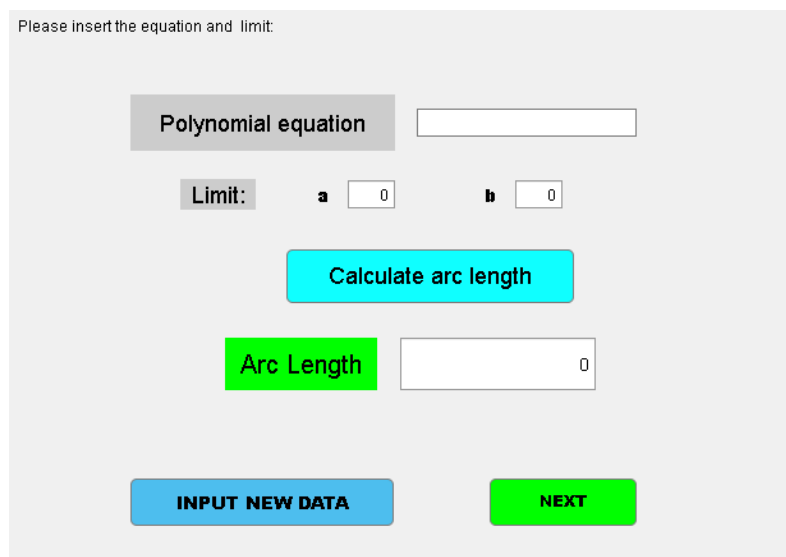 Please insert the equation and limit:
Polynomial equation
Limit: a 0 b 0
Calculate arc length
Arc Length 0
INPUT NEW DATA NEXT